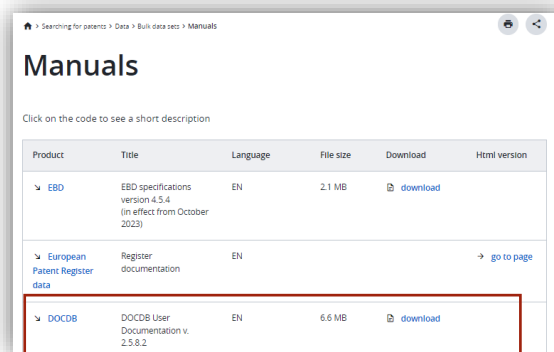 > Searching for patents > Data > Bulk data sets > Manuals
Manuals
Click on the code to see a short description
Product Title Language File size Download Html version
EBD EBD specifications EN 2.1 MB download
version 4.5.4
(in effect from October
2023)
European Register EN → go to page
Patent Register documentation
data
DOCDB DOCDB User EN 6.6 MB download
Documentation v.
2.5.8.2